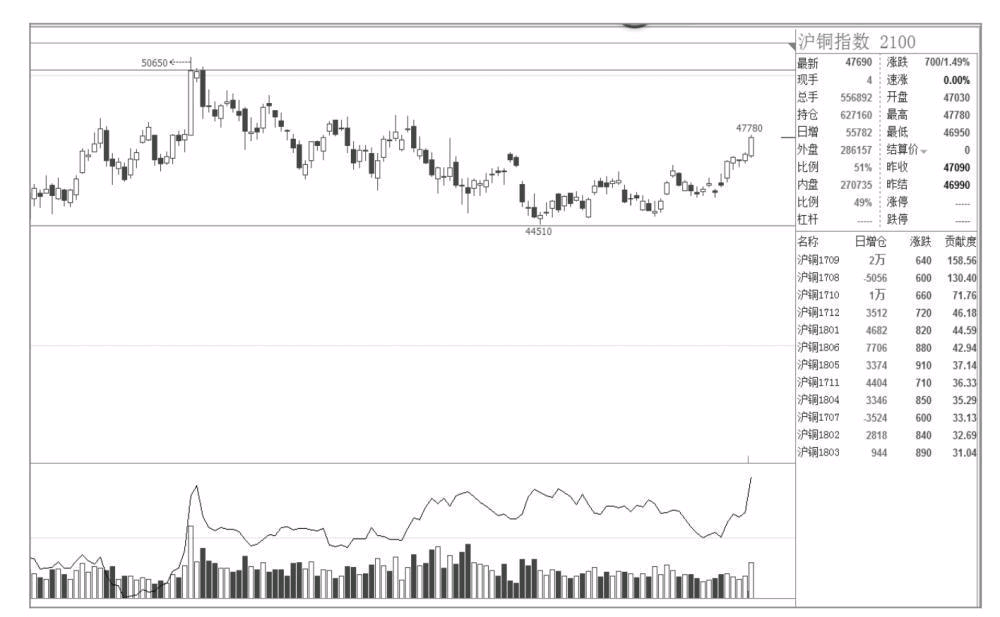 50650
47780
44510
沪铜指数 2100
最新 47690 涨跌 700/1.49%
现手 4 速涨 0.00%
总手 556892 开盘 47030
持仓 627160 最高 47780
日增 55782 最低 46950
外盘 286157 结算价 0
比例 51% 昨收 47090
内盘 270735 昨结 46990
比例 49% 涨停 -----
杠杆 ----- 跌停 -----
名称 日增仓 涨跌 贡献度
沪铜1709 2万 640 158.56
沪铜1708 -5056 600 130.40
沪铜1710 1万 660 71.76
沪铜1712 3512 720 46.18
沪铜1801 4682 820 44.59
沪铜1806 7706 880 42.94
沪铜1805 3374 910 37.14
沪铜1711 4404 710 36.33
沪铜1804 3346 850 35.29
沪铜1707 -3524 600 33.13
沪铜1802 2818 840 32.69
沪铜1803 944 890 31.04